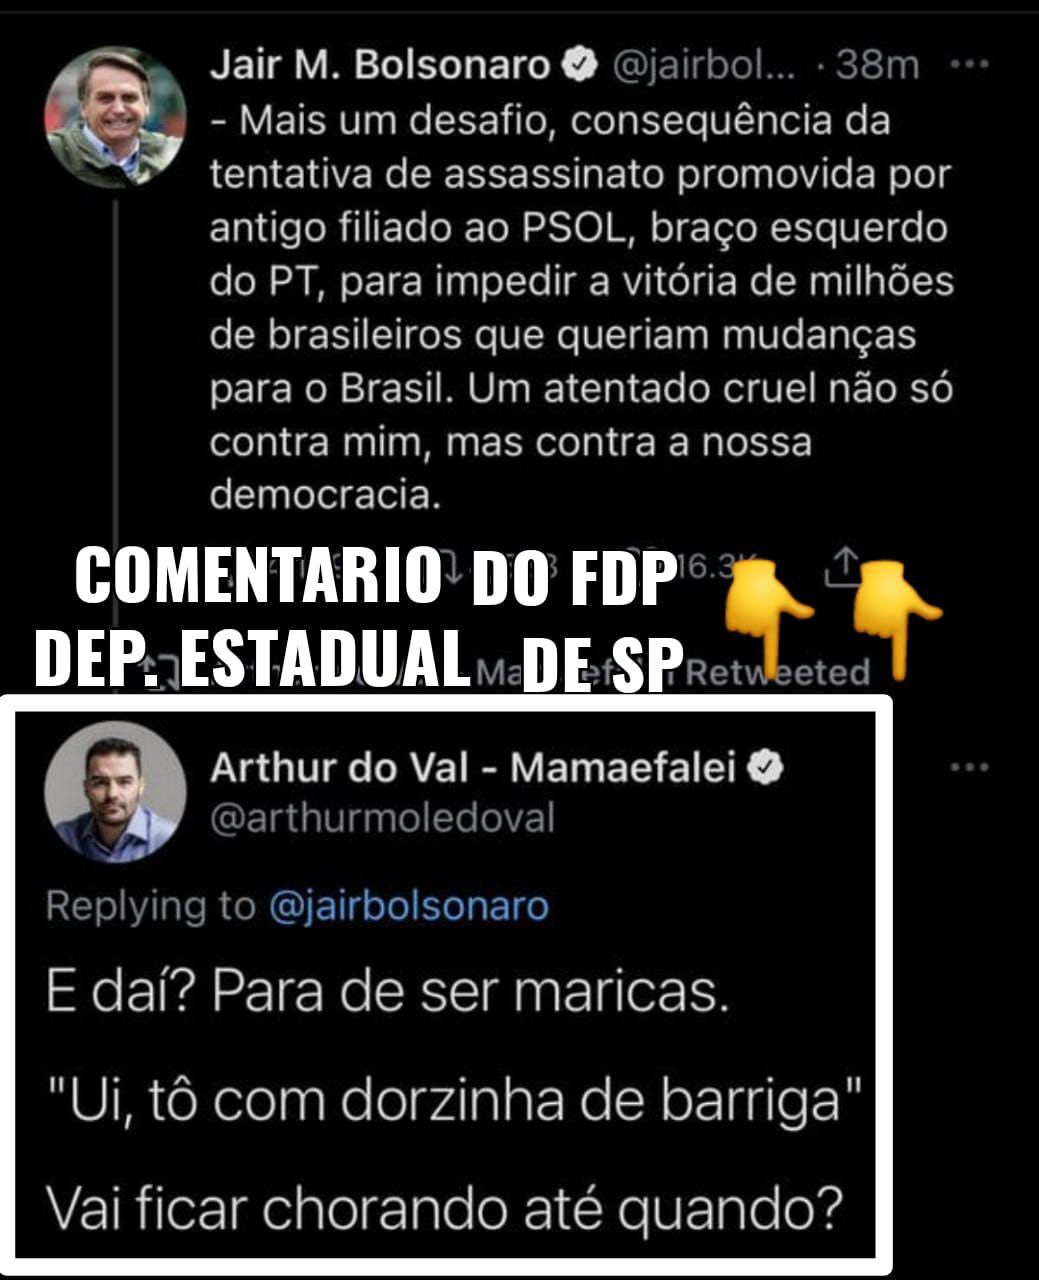 Jair M. Bolsonaro @jairbol... · 38m
- Mais um desafio, consequência da
tentativa de assassinato promovida por
antigo filiado ao PSOL, braço esquerdo
do PT, para impedir a vitória de milhões
de brasileiros que queriam mudanças
para o Brasil. Um atentado cruel não só
contra mim, mas contra a nossa
democracia.
COMENTARIO DO FDP
DEP. ESTADUAL DE SP
Retweeted
Arthur do Val - Mamaefalei
@arthurmoledoval
Replying to @jairbolsonaro
E daí? Para de ser maricas.
"Ui, tô com dorzinha de barriga"
Vai ficar chorando até quando?